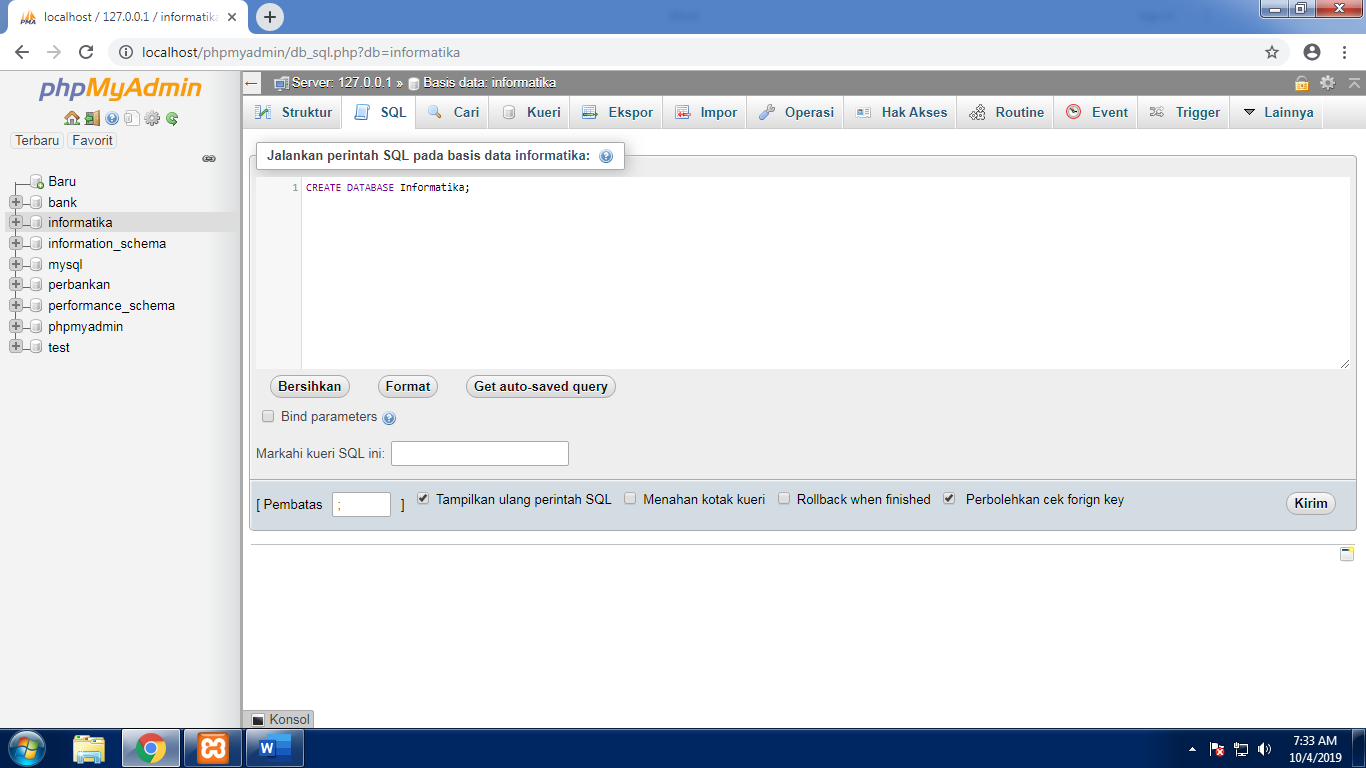 localhost / 127.0.0.1 / informatika
localhost/phpmyadmin/db_sql.php?db=informatika
phpMyAdmin
Terbaru Favorit
Baru
bank
informatika
information_schema
mysql
perbankan
performance_schema
phpmyadmin
test
Server: 127.0.0.1 » Basis data: informatika
Struktur SQL Cari Kueri Ekspor Impor Operasi Hak Akses Routine Event Trigger Lainnya
Jalankan perintah SQL pada basis data informatika:
1 CREATE DATABASE Informatika;
Bersihkan Format Get auto-saved query
Bind parameters
Markahi kueri SQL ini:
[ Pembatas ; ] Tampilkan ulang perintah SQL Menahan kotak kueri Rollback when finished Perbolehkan cek forign key Kirim
Konsol
7:33 AM
10/4/2019